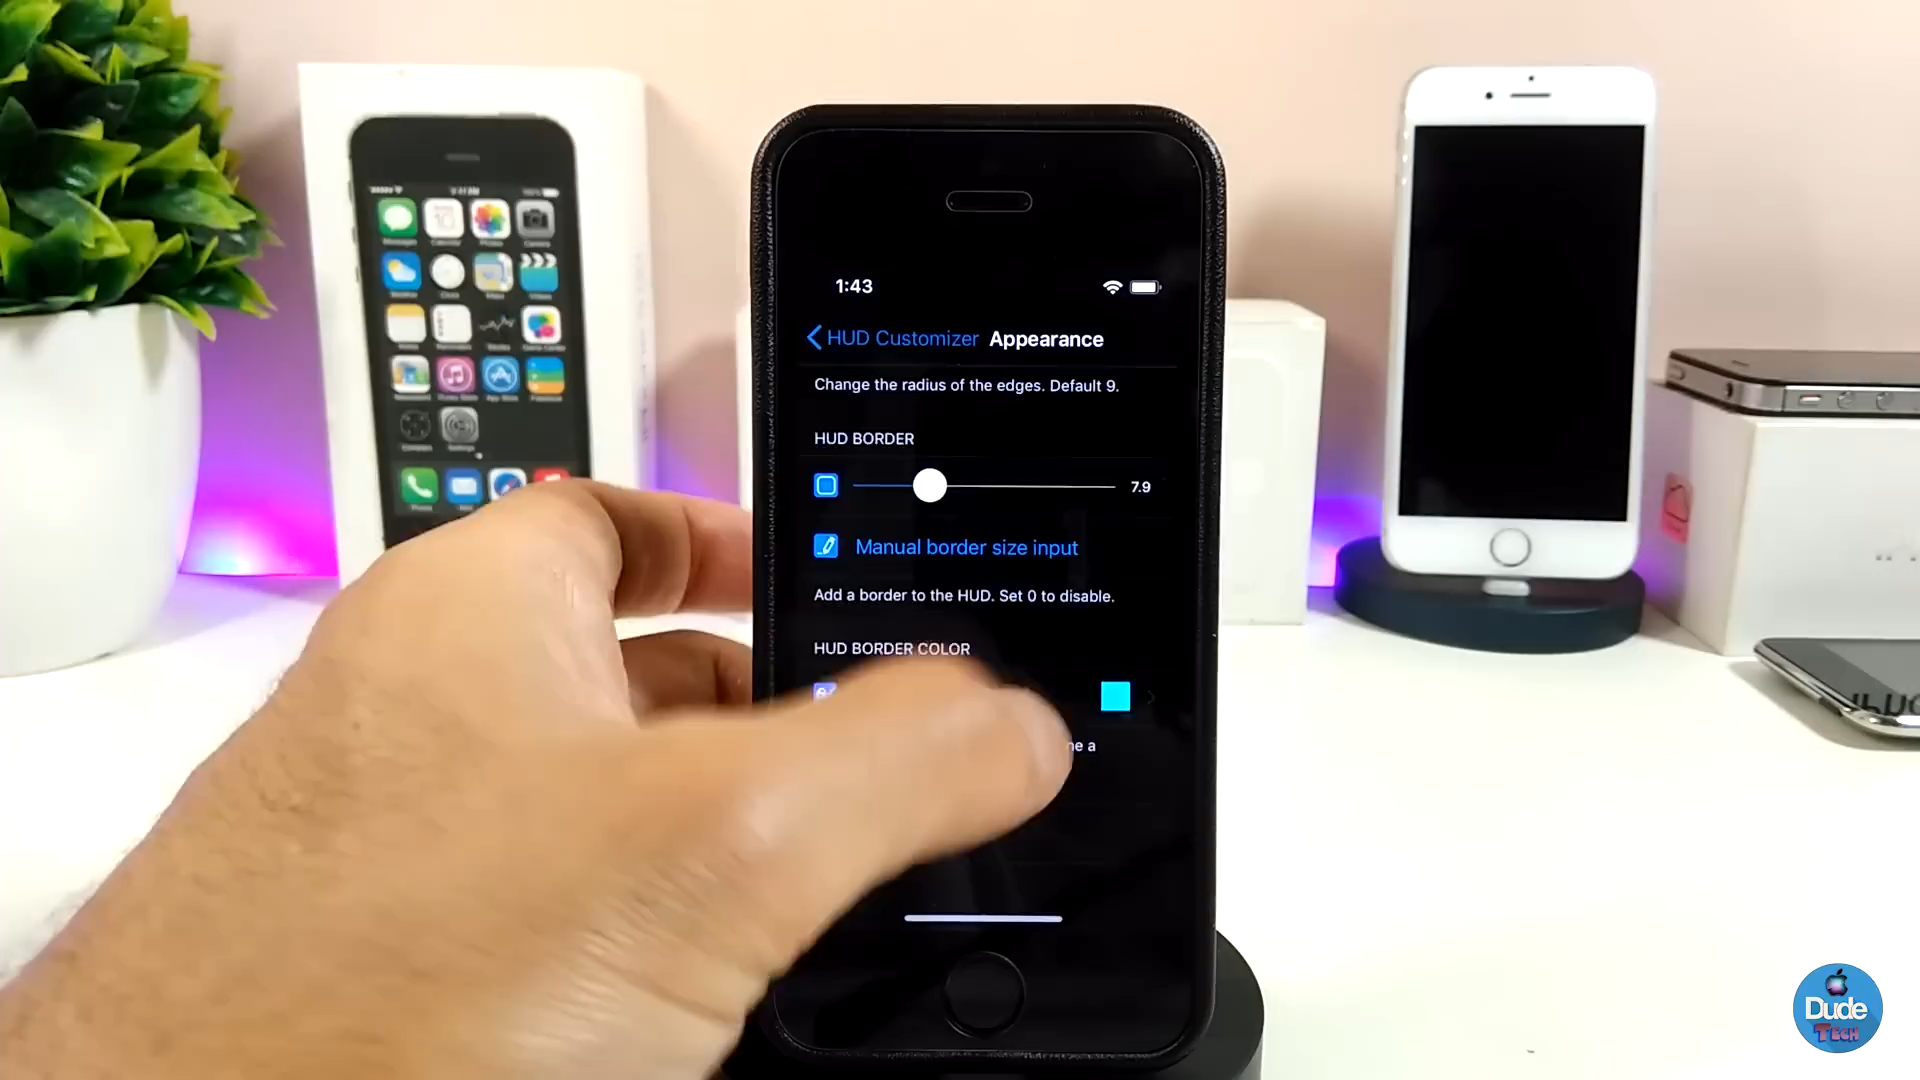 1:43
HUD Customizer Appearance
Change the radius of the edges. Default 9.
HUD BORDER
7.9
Manual border size input
Add a border to the HUD. Set 0 to disable.
HUD BORDER COLOR
a
Dude
TECH